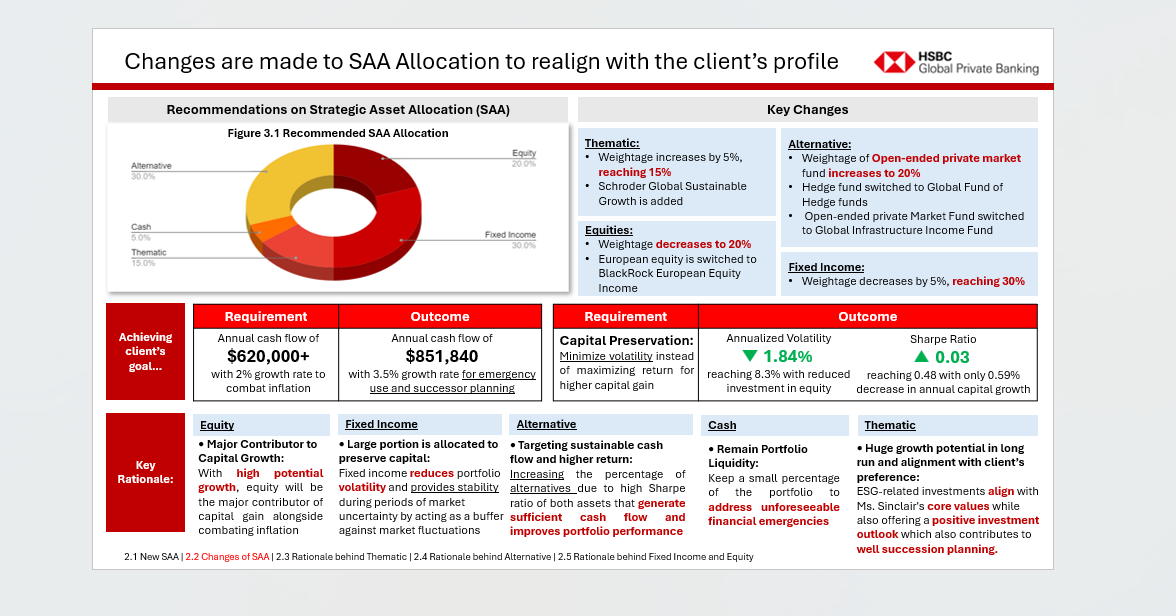 Changes are made to SAA Allocation to realign with the client's profile
HSBC
Global Private Banking
Recommendations on Strategic Asset Allocation (SAA)
Figure 3.1 Recommended SAA Allocation
Alternative
30.0%
Cash
5.0%
Thematic
15.0%
Equity
20.0%
Fixed Income
30.0%
Key Changes
Thematic:
• Weightage increases by 5%,
reaching 15%
• Schroder Global Sustainable
Growth is added
Equities:
• Weightage decreases to 20%
• European equity is switched to
BlackRock European Equity
Income
Alternative:
• Weightage of Open-ended private market
fund increases to 20%
• Hedge fund switched to Global Fund of
Hedge funds
• Open-ended private Market Fund switched
to Global Infrastructure Income Fund
Fixed Income:
• Weightage decreases by 5%, reaching 30%
Achieving
client's
goal...
Requirement
Annual cash flow of
$620,000+
with 2% growth rate to
combat inflation
Outcome
Annual cash flow of
$851,840
with 3.5% growth rate for emergency
use and successor planning
Requirement
Capital Preservation:
Minimize volatility instead
of maximizing return for
higher capital gain
Outcome
Annualized Volatility
▼ 1.84%
reaching 8.3% with reduced
investment in equity
Sharpe Ratio
▲ 0.03
reaching 0.48 with only 0.59%
decrease in annual capital growth
Key
Rationale:
Equity
• Major Contributor to
Capital Growth:
With high potential
growth, equity will be
the major contributor of
capital gain alongside
combating inflation
Fixed Income
• Large portion is allocated to
preserve capital:
Fixed income reduces portfolio
volatility and provides stability
during periods of market
uncertainty by acting as a buffer
against market fluctuations
Alternative
• Targeting sustainable cash
flow and higher return:
Increasing the percentage of
alternatives due to high Sharpe
ratio of both assets that generate
sufficient cash flow and
improves portfolio performance
Cash
• Remain Portfolio
Liquidity:
Keep a small percentage
of the portfolio to
address unforeseeable
financial emergencies
Thematic
• Huge growth potential in long
run and alignment with client's
preference:
ESG-related investments align with
Ms. Sinclair's core values while
also offering a positive investment
outlook which also contributes to
well succession planning.
2.1 New SAA | 2.2 Changes of SAA | 2.3 Rationale behind Thematic | 2.4 Rationale behind Alternative | 2.5 Rationale behind Fixed Income and Equity